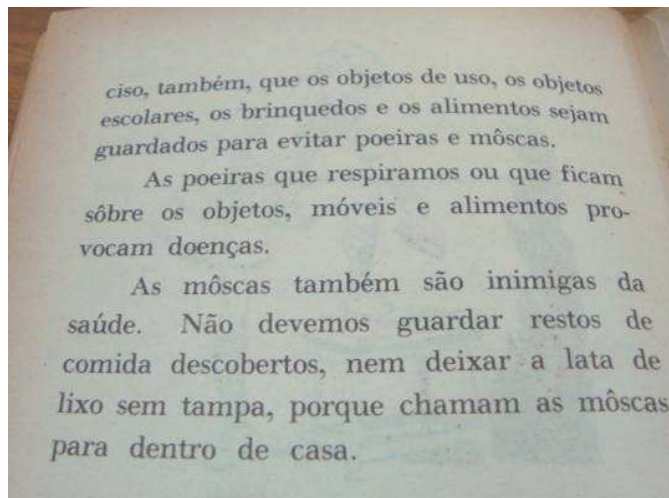 ciso, também, que os objetos de uso, os objetos
escolares, os brinquedos e os alimentos sejam
guardados para evitar poeiras e môscas.
As poeiras que respiramos ou que ficam
sôbre os objetos, móveis e alimentos pro-
vocam doenças.
As môscas também são inimigas da
saúde. Não devemos guardar restos de
comida descobertos, nem deixar a lata de
lixo sem tampa, porque chamam as môscas
para dentro de casa.